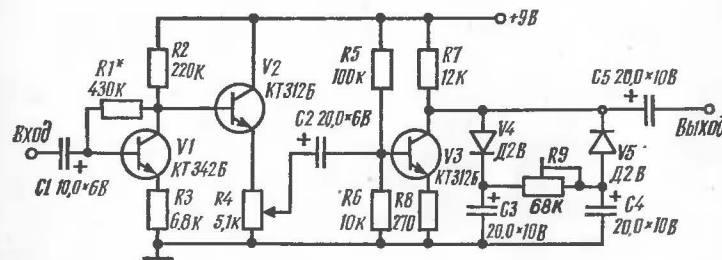 +9В
R2
220К
R1*
430К
V2
КТ312Б
R5
100К
R7
12К
C5 20,0×10В
Вход
C1 10,0×6В
V1
КТ342Б
C2 20,0×6В
V3
КТ312Б
V4
Д2В
V5
Д2В
Выход
R3
6,8К
R4
5,1К
R6
10К
R8
270
R9
68К
C3
20,0×10В
C4
20,0×10В